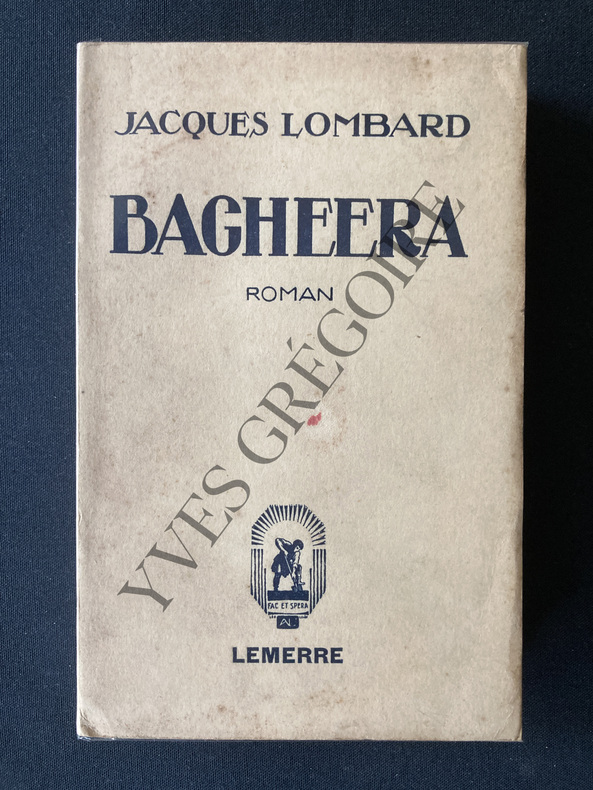 JACQUES LOMBARD
BAGHEERA
ROMAN
YVES GRÉGOIRE
FAC ET SPERA
AL
LEMERRE